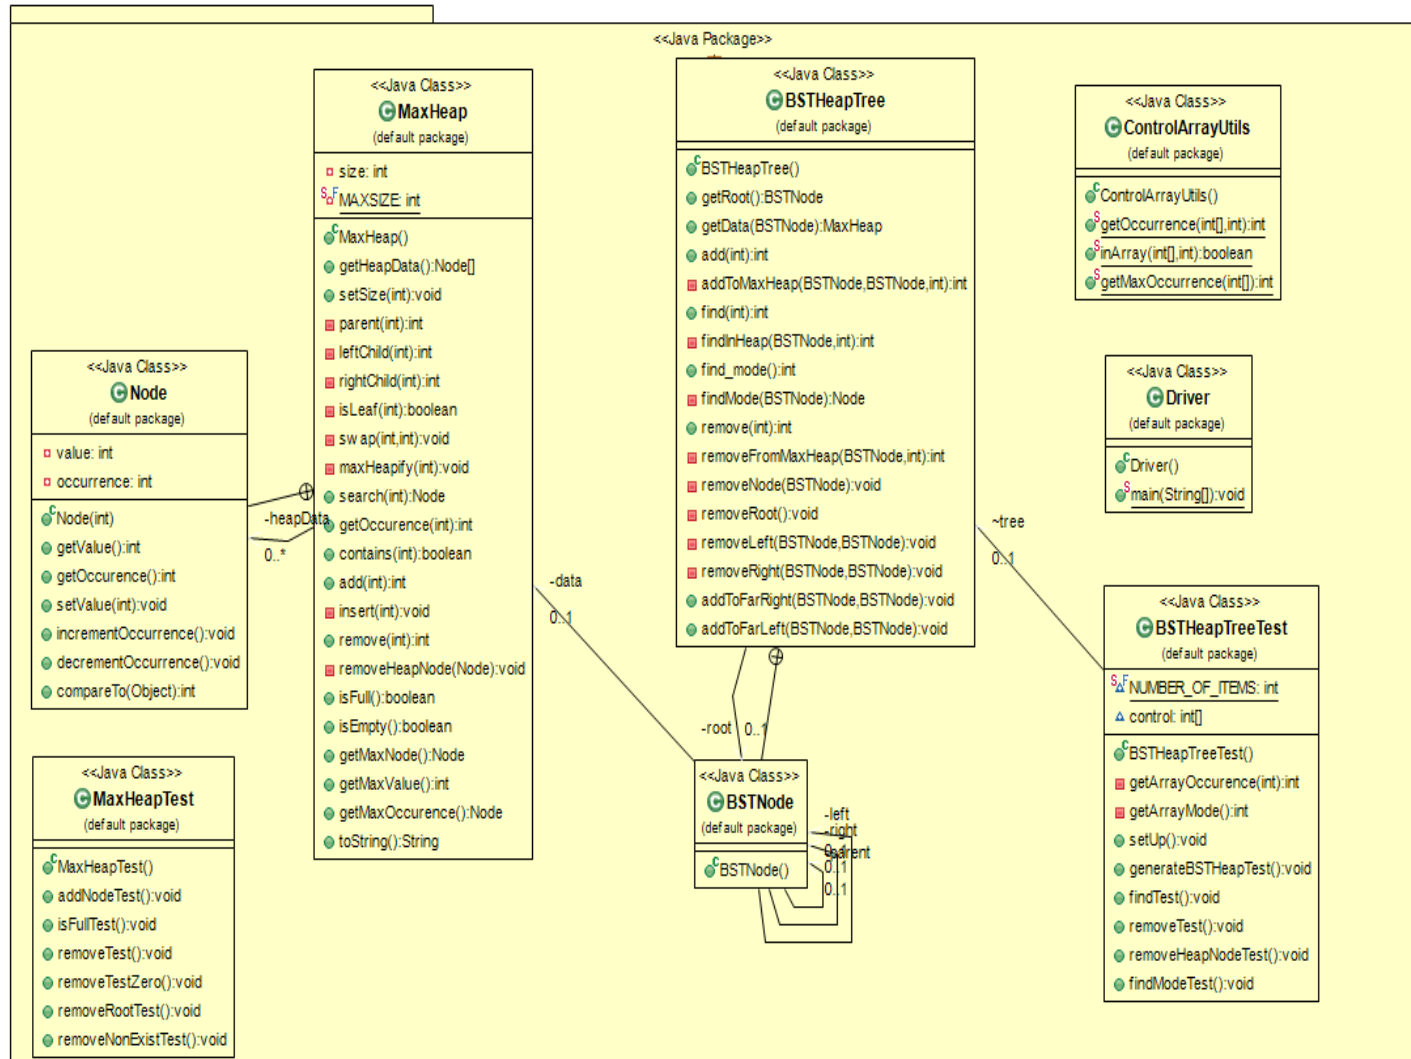 <<Java Package>>
<<Java Class>>
MaxHeap
(default package)
size: int
MAXSIZE: int
MaxHeap()
getHeapData():Node[]
setSize(int):void
parent(int):int
leftChild(int):int
rightChild(int):int
isLeaf(int):boolean
swap(int,int):void
maxHeapify(int):void
search(int):Node
getOccurence(int):int
contains(int):boolean
add(int):int
insert(int):void
remove(int):int
removeHeapNode(Node):void
isFull():boolean
isEmpty():boolean
getMaxNode():Node
getMaxValue():int
getMaxOccurence():Node
toString():String
<<Java Class>>
BSTHeapTree
(default package)
BSTHeapTree()
getRoot():BSTNode
getData(BSTNode):MaxHeap
add(int):int
addToMaxHeap(BSTNode,BSTNode,int):int
find(int):int
findInHeap(BSTNode,int):int
find_mode():int
findMode(BSTNode):Node
remove(int):int
removeFromMaxHeap(BSTNode,int):int
removeNode(BSTNode):void
removeRoot():void
removeLeft(BSTNode,BSTNode):void
removeRight(BSTNode,BSTNode):void
addToFarRight(BSTNode,BSTNode):void
addToFarLeft(BSTNode,BSTNode):void
<<Java Class>>
ControlArrayUtils
(default package)
ControlArrayUtils()
getOccurrence(int[],int):int
inArray(int[],int):boolean
getMaxOccurrence(int[]):int
<<Java Class>>
Node
(default package)
value: int
occurrence: int
Node(int)
getValue():int
getOccurence():int
setValue(int):void
incrementOccurrence():void
decrementOccurrence():void
compareTo(Object):int
-heapData
0..*
<<Java Class>>
Driver
(default package)
Driver()
main(String[]):void
-data
0..1
~tree
0..1
<<Java Class>>
BSTHeapTreeTest
(default package)
NUMBER_OF_ITEMS: int
control: int[]
BSTHeapTreeTest()
getArrayOccurence(int):int
getArrayMode():int
setUp():void
generateBSTHeapTest():void
findTest():void
removeTest():void
removeHeapNodeTest():void
findModeTest():void
-root
0..1
<<Java Class>>
BSTNode
(default package)
BSTNode()
-left
-right
0..1
-parent
0..1
0..1
<<Java Class>>
MaxHeapTest
(default package)
MaxHeapTest()
addNodeTest():void
isFullTest():void
removeTest():void
removeTestZero():void
removeRootTest():void
removeNonExistTest():void